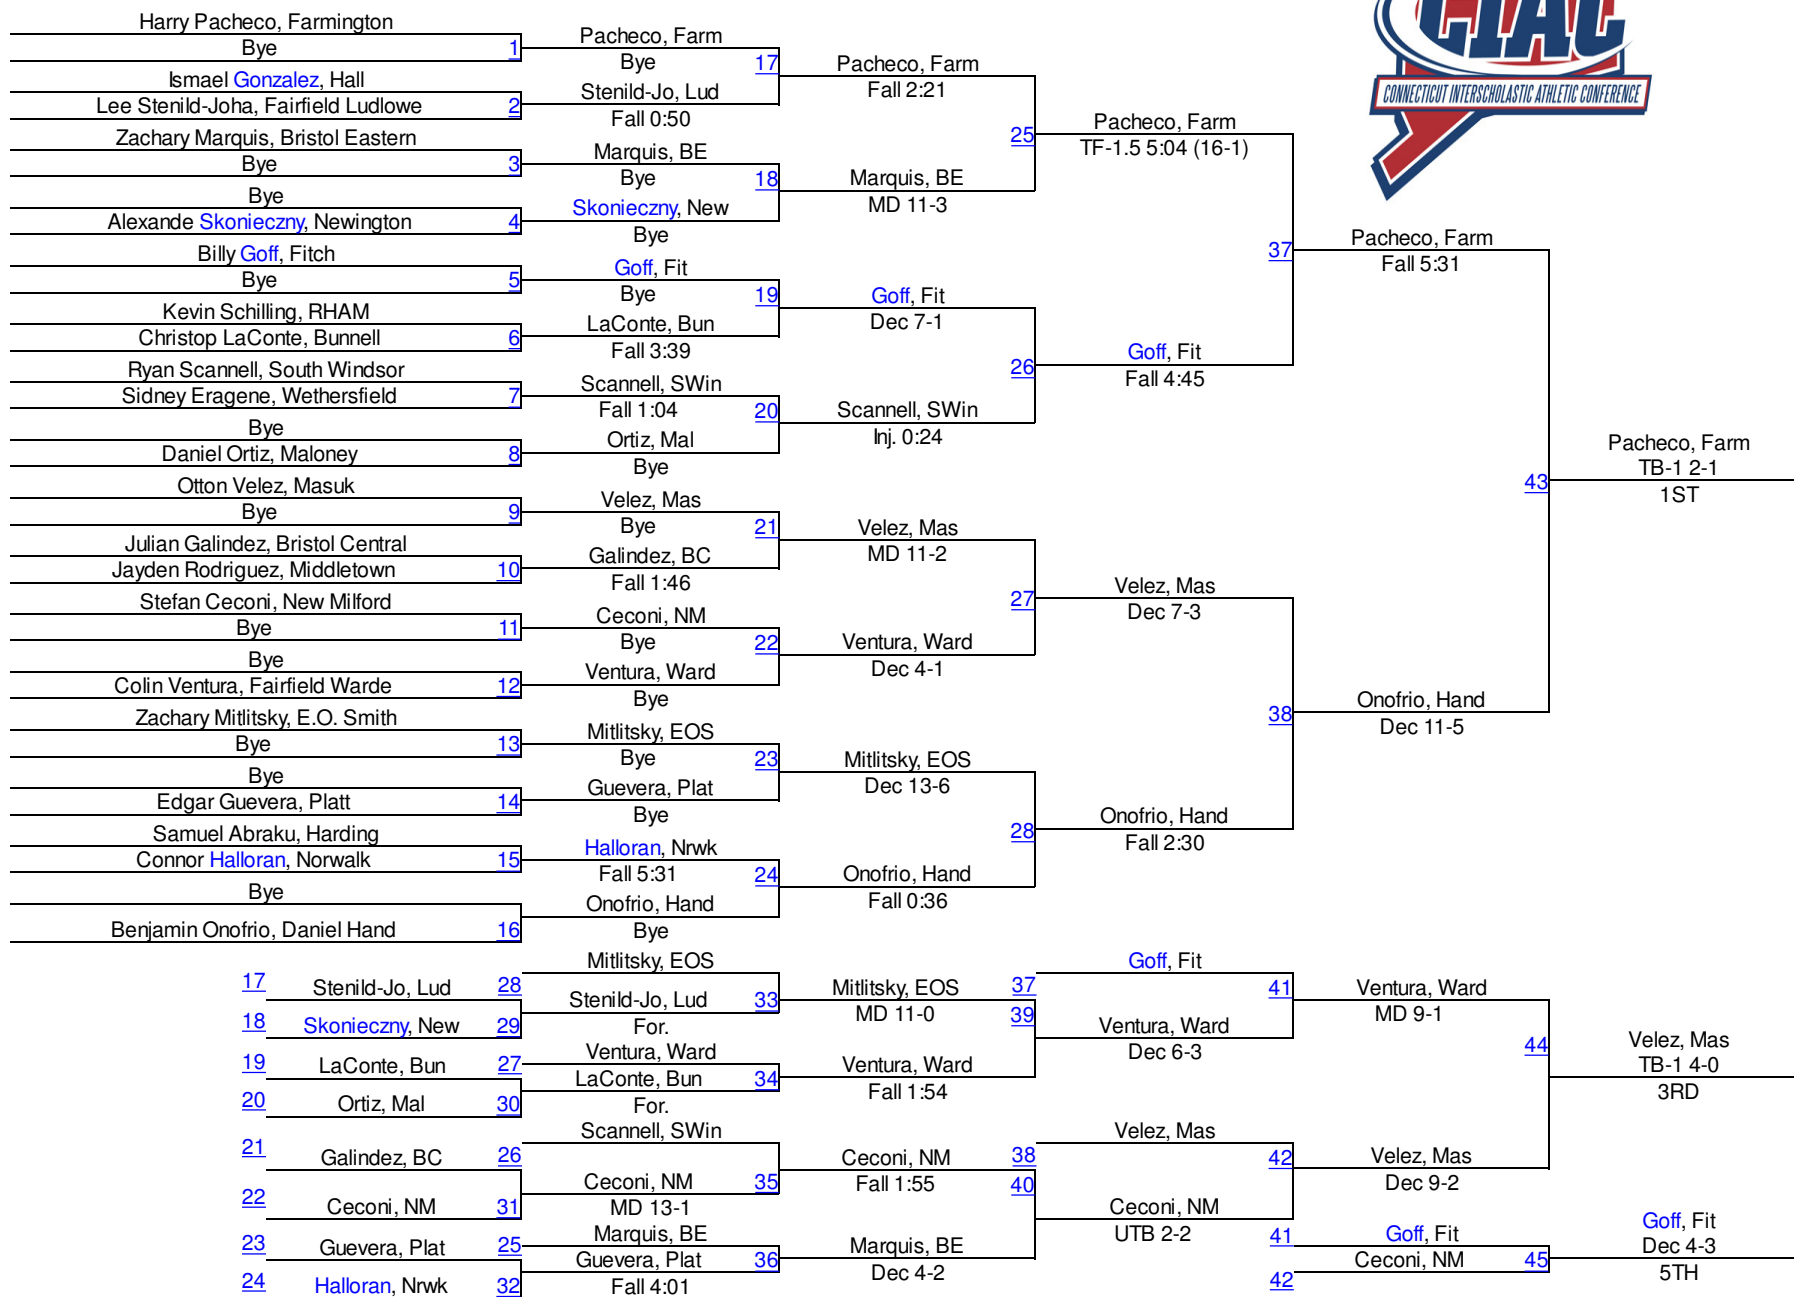 CIAC
CONNECTICUT INTERSCHOLASTIC ATHLETIC CONFERENCE
Harry Pacheco, Farmington
Bye
1
Ismael Gonzalez, Hall
Lee Stenild-Joha, Fairfield Ludlowe
2
Zachary Marquis, Bristol Eastern
Bye
3
Bye
Alexande Skonieczny, Newington
4
Billy Goff, Fitch
Bye
5
Kevin Schilling, RHAM
Christop LaConte, Bunnell
6
Ryan Scannell, South Windsor
Sidney Eragene, Wethersfield
7
Bye
Daniel Ortiz, Maloney
8
Otton Velez, Masuk
Bye
9
Julian Galindez, Bristol Central
Jayden Rodriguez, Middletown
10
Stefan Ceconi, New Milford
Bye
11
Bye
Colin Ventura, Fairfield Warde
12
Zachary Mitlitsky, E.O. Smith
Bye
13
Bye
Edgar Guevera, Platt
14
Samuel Abraku, Harding
Connor Halloran, Norwalk
15
Bye
Benjamin Onofrio, Daniel Hand
16
Pacheco, Farm
Bye
17
Stenild-Jo, Lud
Fall 0:50
Marquis, BE
Bye
18
Skonieczny, New
Bye
Goff, Fit
Bye
19
LaConte, Bun
Fall 3:39
Scannell, SWin
Fall 1:04
20
Ortiz, Mal
Bye
Velez, Mas
Bye
21
Galindez, BC
Fall 1:46
Ceconi, NM
Bye
22
Ventura, Ward
Bye
Mitlitsky, EOS
Bye
23
Guevera, Plat
Bye
Halloran, Nrwk
Fall 5:31
24
Onofrio, Hand
Bye
Pacheco, Farm
Fall 2:21
25
Marquis, BE
MD 11-3
Goff, Fit
Dec 7-1
26
Scannell, SWin
Inj. 0:24
Velez, Mas
MD 11-2
27
Ventura, Ward
Dec 4-1
Mitlitsky, EOS
Dec 13-6
28
Onofrio, Hand
Fall 0:36
Pacheco, Farm
TF-1.5 5:04 (16-1)
37
Goff, Fit
Fall 4:45
Velez, Mas
Dec 7-3
38
Onofrio, Hand
Fall 2:30
Pacheco, Farm
Fall 5:31
43
Onofrio, Hand
Dec 11-5
Pacheco, Farm
TB-1 2-1
1ST
17
Stenild-Jo, Lud
28
18
Skonieczny, New
29
19
LaConte, Bun
27
20
Ortiz, Mal
30
21
Galindez, BC
26
22
Ceconi, NM
31
23
Guevera, Plat
25
24
Halloran, Nrwk
32
Mitlitsky, EOS
Stenild-Jo, Lud
33
For.
Ventura, Ward
LaConte, Bun
34
For.
Scannell, SWin
Ceconi, NM
35
MD 13-1
Marquis, BE
Guevera, Plat
36
Fall 4:01
Mitlitsky, EOS
MD 11-0
37
39
Ventura, Ward
Fall 1:54
Ceconi, NM
Fall 1:55
38
40
Marquis, BE
Dec 4-2
Goff, Fit
41
Ventura, Ward
Dec 6-3
Velez, Mas
42
Ceconi, NM
UTB 2-2
Ventura, Ward
MD 9-1
44
Velez, Mas
Dec 9-2
Velez, Mas
TB-1 4-0
3RD
41
Goff, Fit
Ceconi, NM
45
42
Goff, Fit
Dec 4-3
5TH